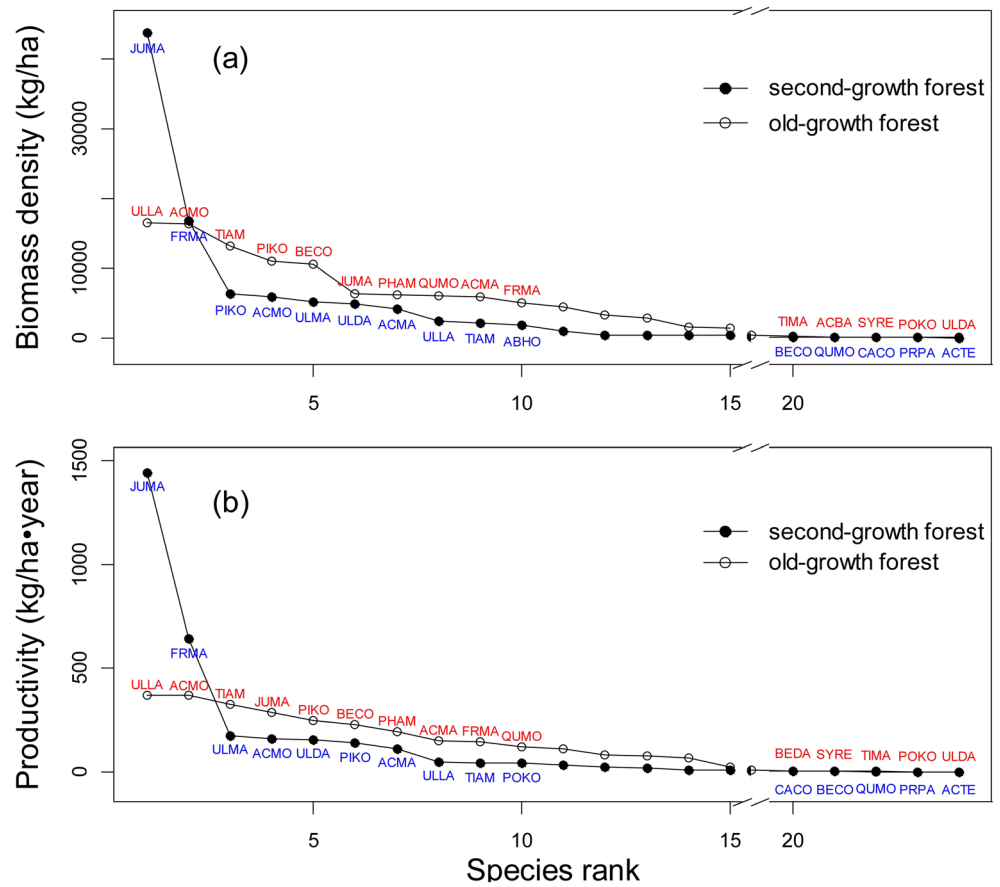 Biomass density (kg/ha)
30000
10000
0
(a)
second-growth forest
old-growth forest
JUMA
ULLA ACMO
FRMA
TIAM
PIKO
BECO
JUMA PHAM QUMO ACMA
FRMA
PIKO ACMO ULMA ULDA
ACMA
ULLA TIAM ABHO
TIMA ACBA SYRE POKO ULDA
BECO QUMO CACO PRPA ACTE
5 10 15 20
Productivity (kg/ha•year)
1500
1000
500
0
(b)
second-growth forest
old-growth forest
JUMA
FRMA
ULLA ACMO
TIAM
JUMA
PIKO
BECO
PHAM
ACMA FRMA
QUMO
ULMA ACMO ULDA PIKO
ACMA
ULLA TIAM POKO
BEDA SYRE TIMA POKO ULDA
CACO BECO QUMO PRPA ACTE
5 10 15 20
Species rank